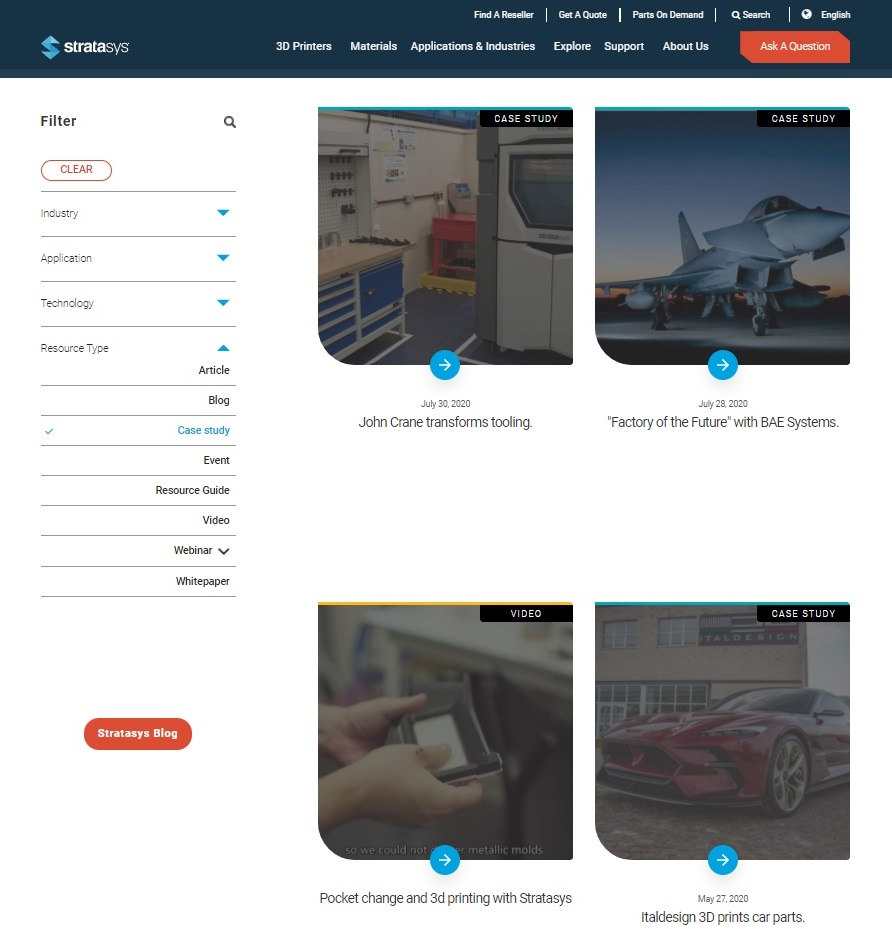 Find A Reseller
Get A Quote
Parts On Demand
Search
English
stratasys
3D Printers
Materials
Applications & Industries
Explore
Support
About Us
Ask A Question
Filter
CLEAR
Industry
Application
Technology
Resource Type
Article
Blog
Case study
Event
Resource Guide
Video
Webinar
Whitepaper
Stratasys Blog
CASE STUDY
July 30, 2020
John Crane transforms tooling.
CASE STUDY
July 28, 2020
"Factory of the Future" with BAE Systems.
VIDEO
so we could not metallic molds.
Pocket change and 3d printing with Stratasys
CASE STUDY
ITALDESIGN
May 27, 2020
Italdesign 3D prints car parts.